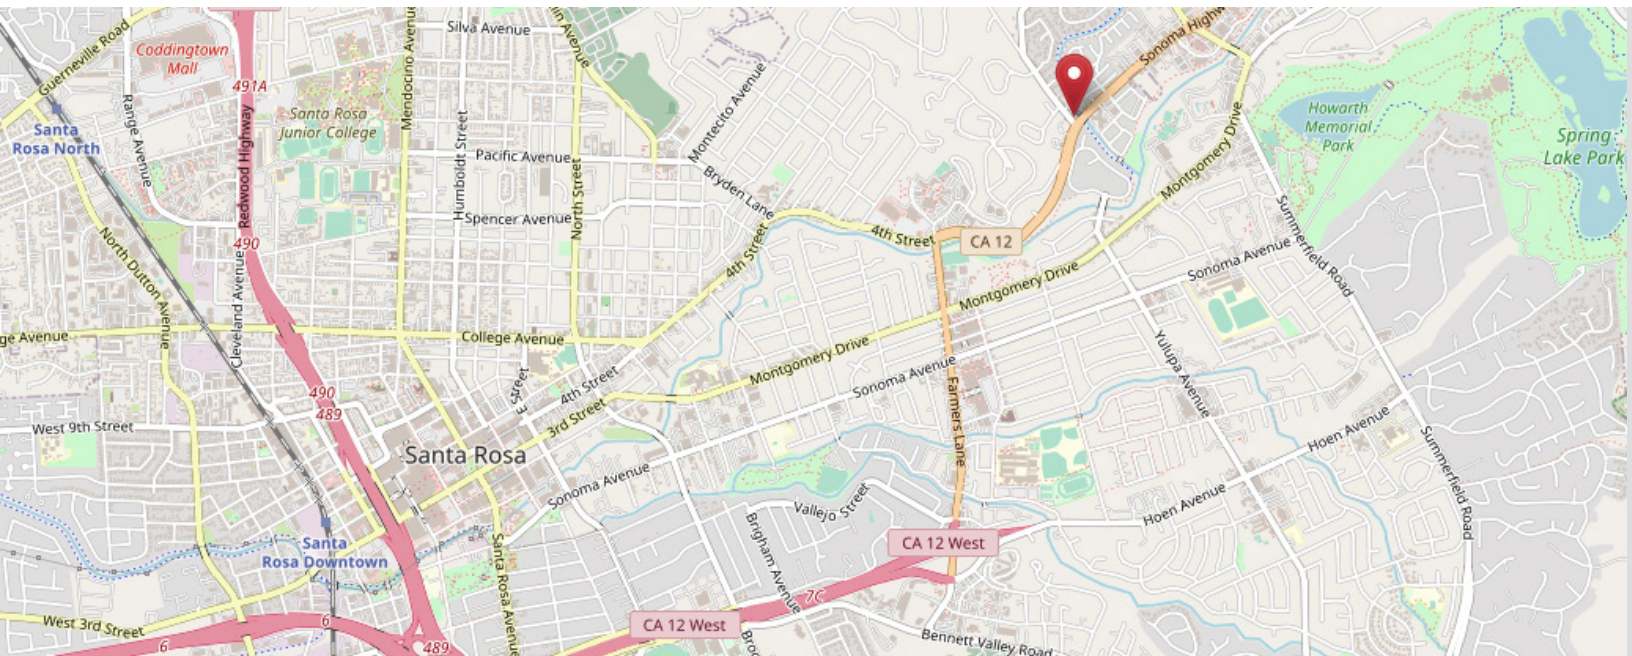 Guerneville Road
Coddingtown
Mall
491A
Mendocino Avenue
Silva Avenue
Sonoma Highw
Santa
Rosa North
Range Avenue
Redwood Highway
Santa Rosa
Junior College
Humboldt Street
Pacific Avenue
North Street
Montecito Avenue
Bryden Lane
Spencer Avenue
Howarth
Memorial
Park
Spring
Lake Park
Montgomery Drive
490
North Dutton Avenue
Cleveland Avenue
4th Street
4th Street
CA 12
Montgomery Drive
Sonoma Avenue
Summerfield Road
College Avenue
ge Avenue
Montgomery Drive
Sonoma Avenue
Farmers Lane
Yulupa Avenue
490
489
E Street
4th Street
3rd Street
West 9th Street
Santa Rosa
Sonoma Avenue
Hoen Avenue
Summerfield Road
Vallejo Street
Hoen Avenue
Santa
Rosa Downtown
Santa Rosa Avenue
Brigham Avenue
CA 12 West
7C
CA 12 West
West 3rd Street
6
6
489
Broo
Bennett Valley Road